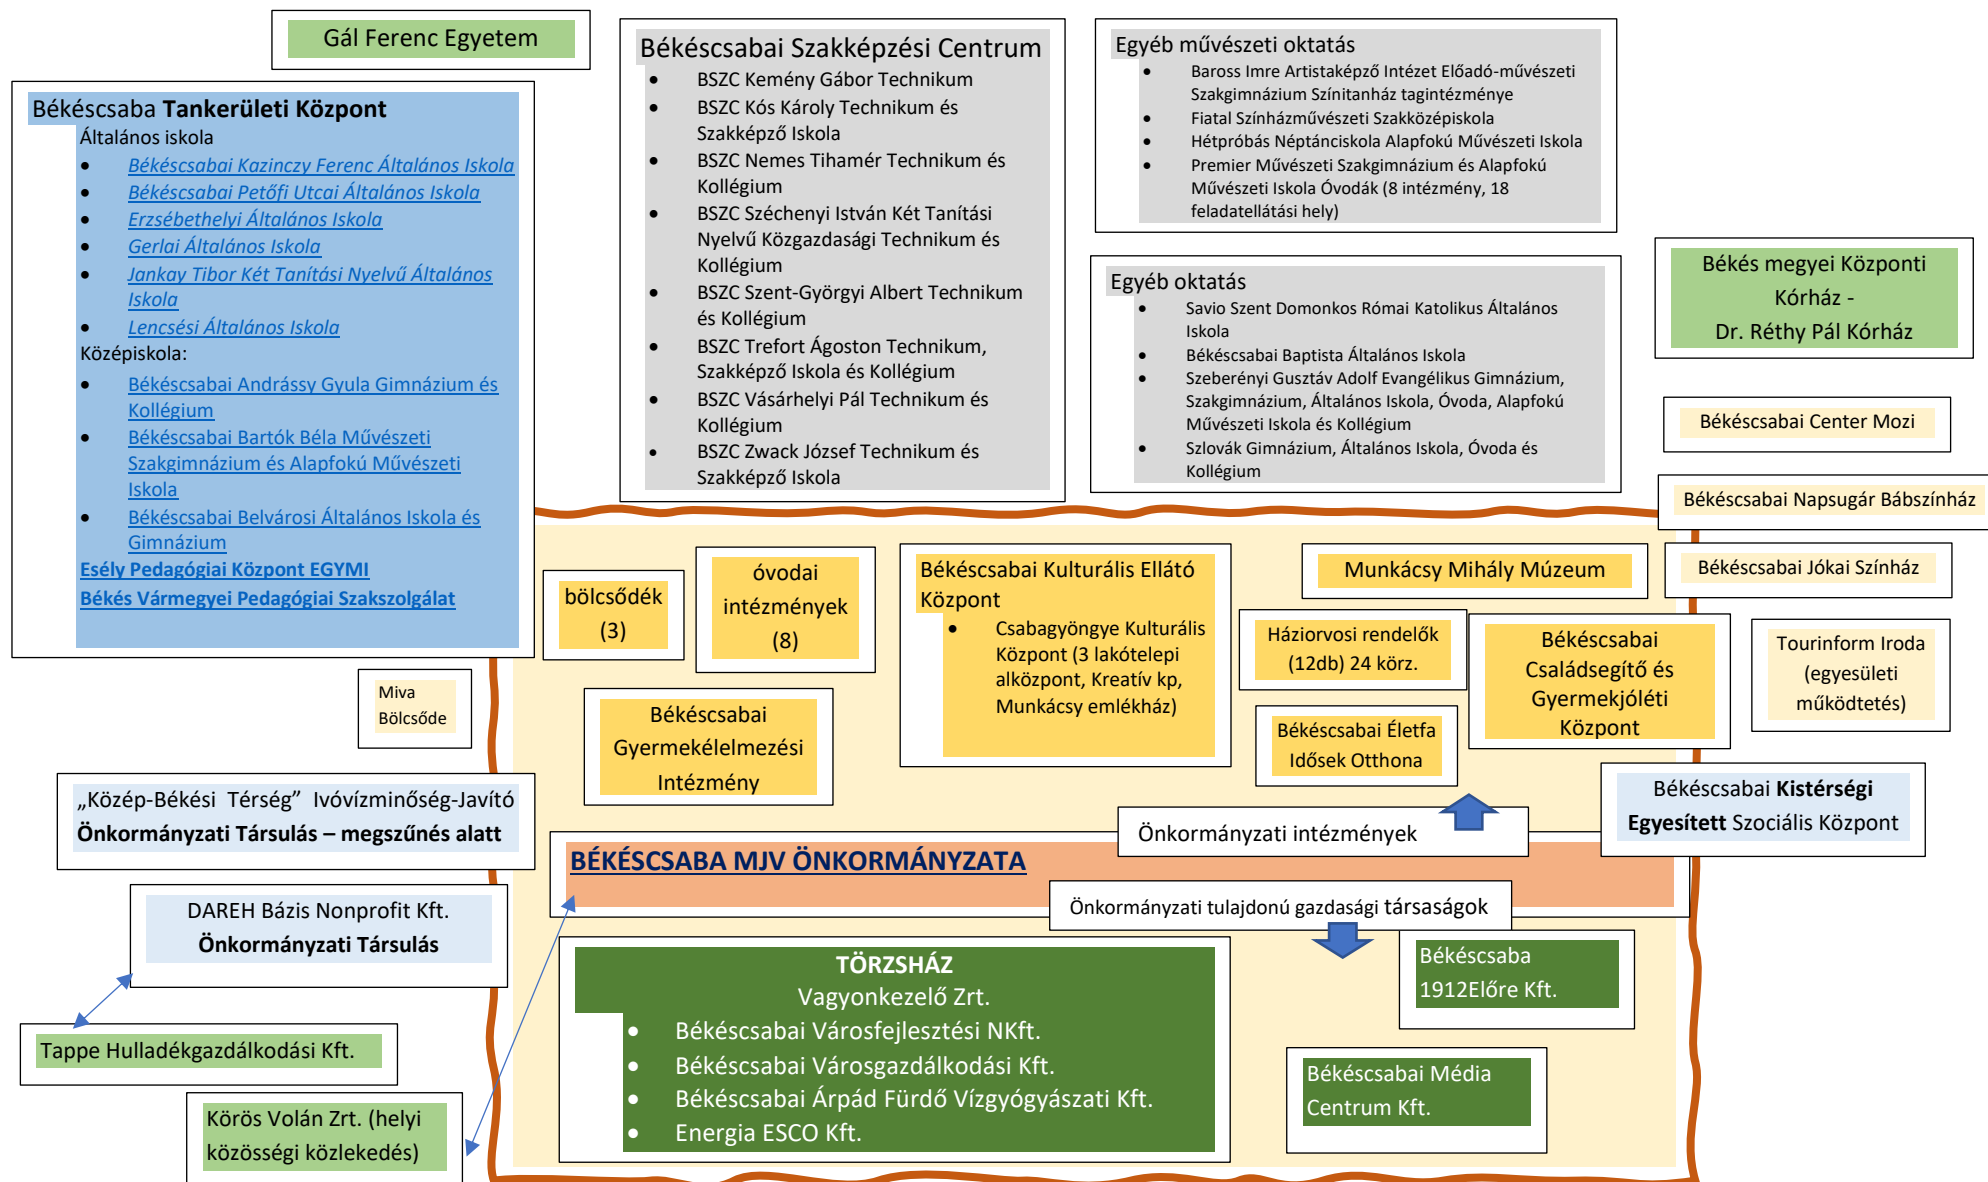 Gál Ferenc Egyetem
Békéscsaba Tankerületi Központ
Általános iskola
• Békéscsabai Kazinczy Ferenc Általános Iskola
• Békéscsabai Petőfi Utcai Általános Iskola
• Erzsébethelyi Általános Iskola
• Gerlai Általános Iskola
• Jankay Tibor Két Tanítási Nyelvű Általános
Iskola
• Lencsési Általános Iskola
Középiskola:
• Békéscsabai Andrássy Gyula Gimnázium és
Kollégium
• Békéscsabai Bartók Béla Művészeti
Szakgimnázium és Alapfokú Művészeti
Iskola
• Békéscsabai Belvárosi Általános Iskola és
Gimnázium
Esély Pedagógiai Központ EGYMI
Békés Vármegyei Pedagógiai Szakszolgálat
Békéscsabai Szakképzési Centrum
• BSZC Kemény Gábor Technikum
• BSZC Kós Károly Technikum és
Szakképző Iskola
• BSZC Nemes Tihamér Technikum és
Kollégium
• BSZC Széchenyi István Két Tanítási
Nyelvű Közgazdasági Technikum és
Kollégium
• BSZC Szent-Györgyi Albert Technikum
és Kollégium
• BSZC Trefort Ágoston Technikum,
Szakképző Iskola és Kollégium
• BSZC Vásárhelyi Pál Technikum és
Kollégium
• BSZC Zwack József Technikum és
Szakképző Iskola
Egyéb művészeti oktatás
• Baross Imre Artistaképző Intézet Előadó-művészeti
Szakgimnázium Színitanház tagintézménye
• Fiatal Színházművészeti Szakközépiskola
• Hétpróbás Néptánciskola Alapfokú Művészeti Iskola
• Premier Művészeti Szakgimnázium és Alapfokú
Művészeti Iskola Óvodák (8 intézmény, 18
feladatellátási hely)
Egyéb oktatás
• Savio Szent Domonkos Római Katolikus Általános
Iskola
• Békéscsabai Baptista Általános Iskola
• Szeberényi Gusztáv Adolf Evangélikus Gimnázium,
Szakgimnázium, Általános Iskola, Óvoda, Alapfokú
Művészeti Iskola és Kollégium
• Szlovák Gimnázium, Általános Iskola, Óvoda és
Kollégium
Békés megyei Központi
Kórház -
Dr. Réthy Pál Kórház
Békéscsabai Center Mozi
Békéscsabai Napsugár Bábszínház
Békéscsabai Jókai Színház
Tourinform Iroda
(egyesületi
működtetés)
bölcsődék
(3)
óvodai
intézmények
(8)
Békéscsabai Kulturális Ellátó
Központ
• Csabagyöngye Kulturális
Központ (3 lakótelepi
alközpont, Kreatív kp,
Munkácsy emlékház)
Munkácsy Mihály Múzeum
Háziorvosi rendelők
(12db) 24 körz.
Békéscsabai
Családsegítő és
Gyermekjóléti
Központ
Miva
Bölcsőde
Békéscsabai
Gyermekélelmezési
Intézmény
Békéscsabai Életfa
Idősek Otthona
„Közép-Békési Térség” Ivóvízminőség-Javító
Önkormányzati Társulás – megszűnés alatt
Békéscsabai Kistérségi
Egyesített Szociális Központ
Önkormányzati intézmények
BÉKÉSCSABA MJV ÖNKORMÁNYZATA
Önkormányzati tulajdonú gazdasági társaságok
DAREH Bázis Nonprofit Kft.
Önkormányzati Társulás
TÖRZSHÁZ
Vagyonkezelő Zrt.
• Békéscsabai Városfejlesztési NKft.
• Békéscsabai Városgazdálkodási Kft.
• Békéscsabai Árpád Fürdő Vízgyógyászati Kft.
• Energia ESCO Kft.
Békéscsaba
1912Előre Kft.
Békéscsabai Média
Centrum Kft.
Tappe Hulladékgazdálkodási Kft.
Körös Volán Zrt. (helyi
közösségi közlekedés)